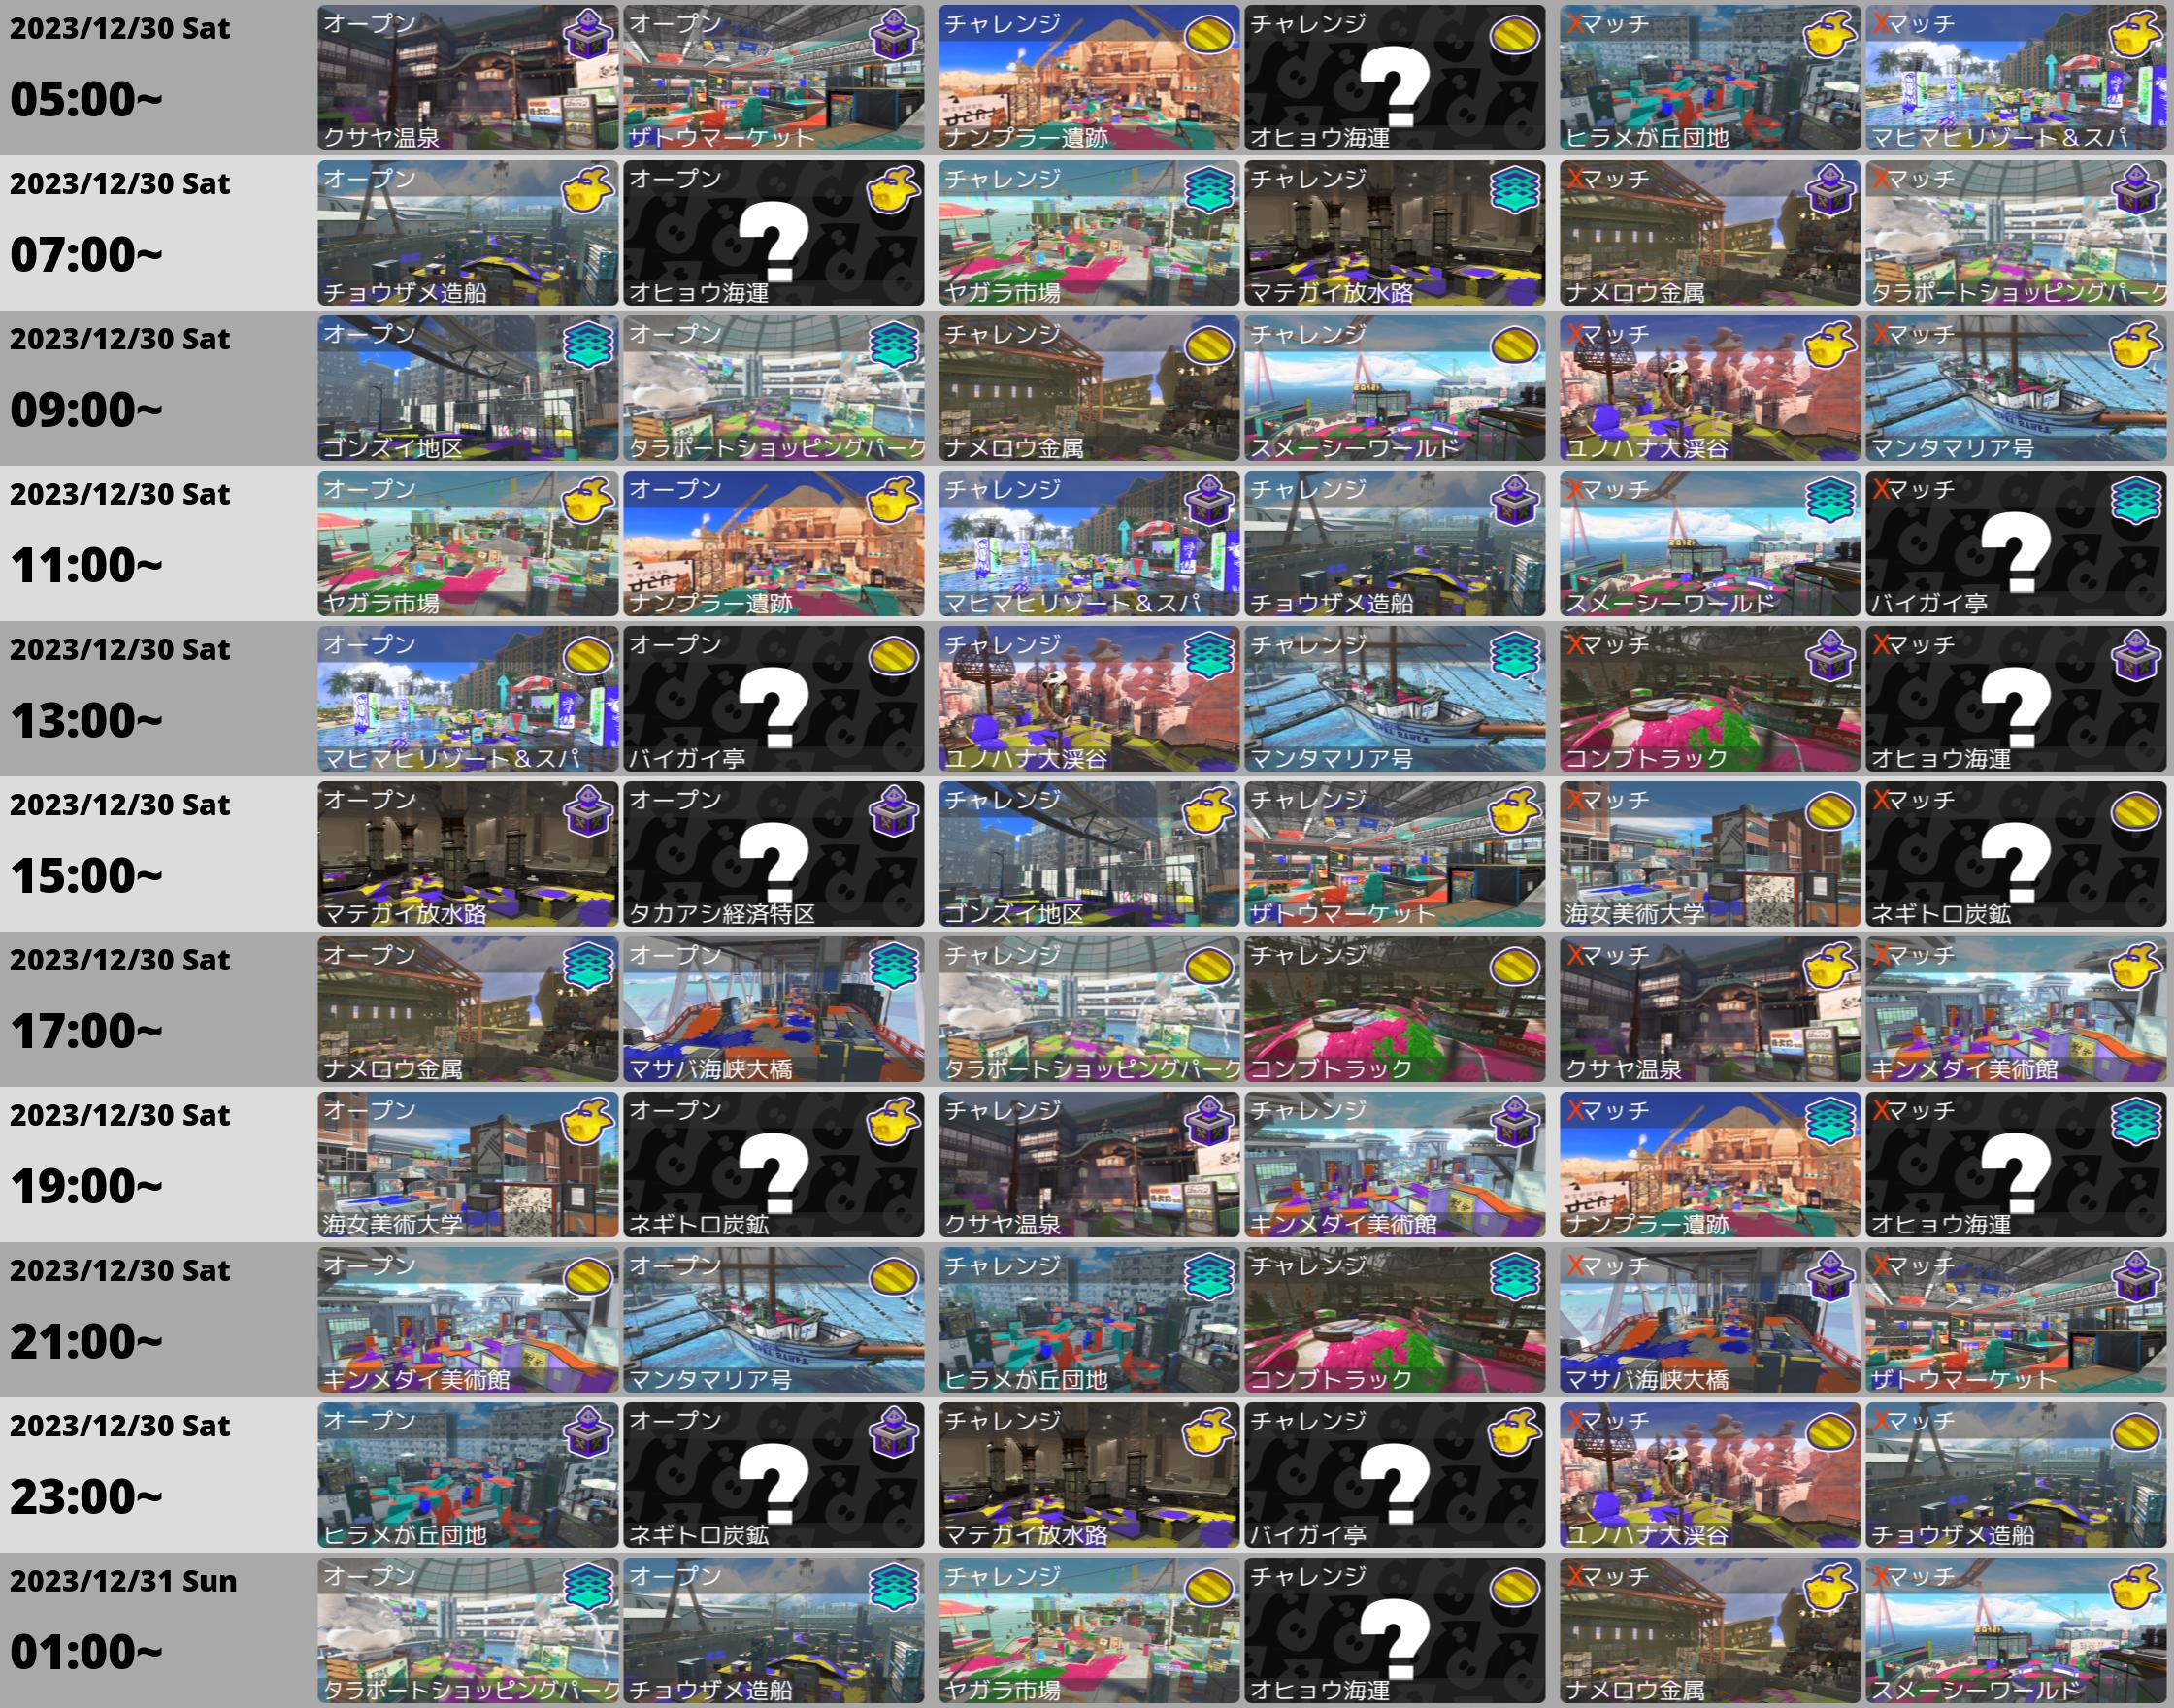 2023/12/30 Sat
05:00~
オープン
クサヤ温泉
オープン
ザトウマーケット
チャレンジ
ナンプラー遺跡
チャレンジ
?
オヒョウ海運
Xマッチ
ヒラメが丘団地
Xマッチ
マヒマヒリゾート＆スパ
2023/12/30 Sat
07:00~
オープン
チョウザメ造船
オープン
?
オヒョウ海運
チャレンジ
ヤガラ市場
チャレンジ
マテガイ放水路
Xマッチ
ナメロウ金属
Xマッチ
タラポートショッピングパーク
2023/12/30 Sat
09:00~
オープン
ゴンズイ地区
オープン
タラポートショッピングパーク
チャレンジ
ナメロウ金属
チャレンジ
スメーシーワールド
Xマッチ
ユノハナ大渓谷
Xマッチ
マンタマリア号
2023/12/30 Sat
11:00~
オープン
ヤガラ市場
オープン
ナンプラー遺跡
チャレンジ
マヒマヒリゾート＆スパ
チャレンジ
チョウザメ造船
Xマッチ
スメーシーワールド
Xマッチ
?
バイガイ亭
2023/12/30 Sat
13:00~
オープン
マヒマヒリゾート＆スパ
オープン
?
バイガイ亭
チャレンジ
ユノハナ大渓谷
チャレンジ
マンタマリア号
Xマッチ
コンブトラック
Xマッチ
?
オヒョウ海運
2023/12/30 Sat
15:00~
オープン
マテガイ放水路
オープン
?
タカアシ経済特区
チャレンジ
ゴンズイ地区
チャレンジ
ザトウマーケット
Xマッチ
海女美術大学
Xマッチ
?
ネギトロ炭鉱
2023/12/30 Sat
17:00~
オープン
ナメロウ金属
オープン
マサバ海峡大橋
チャレンジ
タラポートショッピングパーク
チャレンジ
コンブトラック
Xマッチ
クサヤ温泉
Xマッチ
キンメダイ美術館
2023/12/30 Sat
19:00~
オープン
海女美術大学
オープン
?
ネギトロ炭鉱
チャレンジ
クサヤ温泉
チャレンジ
キンメダイ美術館
Xマッチ
ナンプラー遺跡
Xマッチ
?
オヒョウ海運
2023/12/30 Sat
21:00~
オープン
キンメダイ美術館
オープン
マンタマリア号
チャレンジ
ヒラメが丘団地
チャレンジ
コンブトラック
Xマッチ
マサバ海峡大橋
Xマッチ
ザトウマーケット
2023/12/30 Sat
23:00~
オープン
ヒラメが丘団地
オープン
?
ネギトロ炭鉱
チャレンジ
マテガイ放水路
チャレンジ
?
バイガイ亭
Xマッチ
ユノハナ大渓谷
Xマッチ
チョウザメ造船
2023/12/31 Sun
01:00~
オープン
タラポートショッピングパーク
オープン
チョウザメ造船
チャレンジ
ヤガラ市場
チャレンジ
?
オヒョウ海運
Xマッチ
ナメロウ金属
Xマッチ
スメーシーワールド